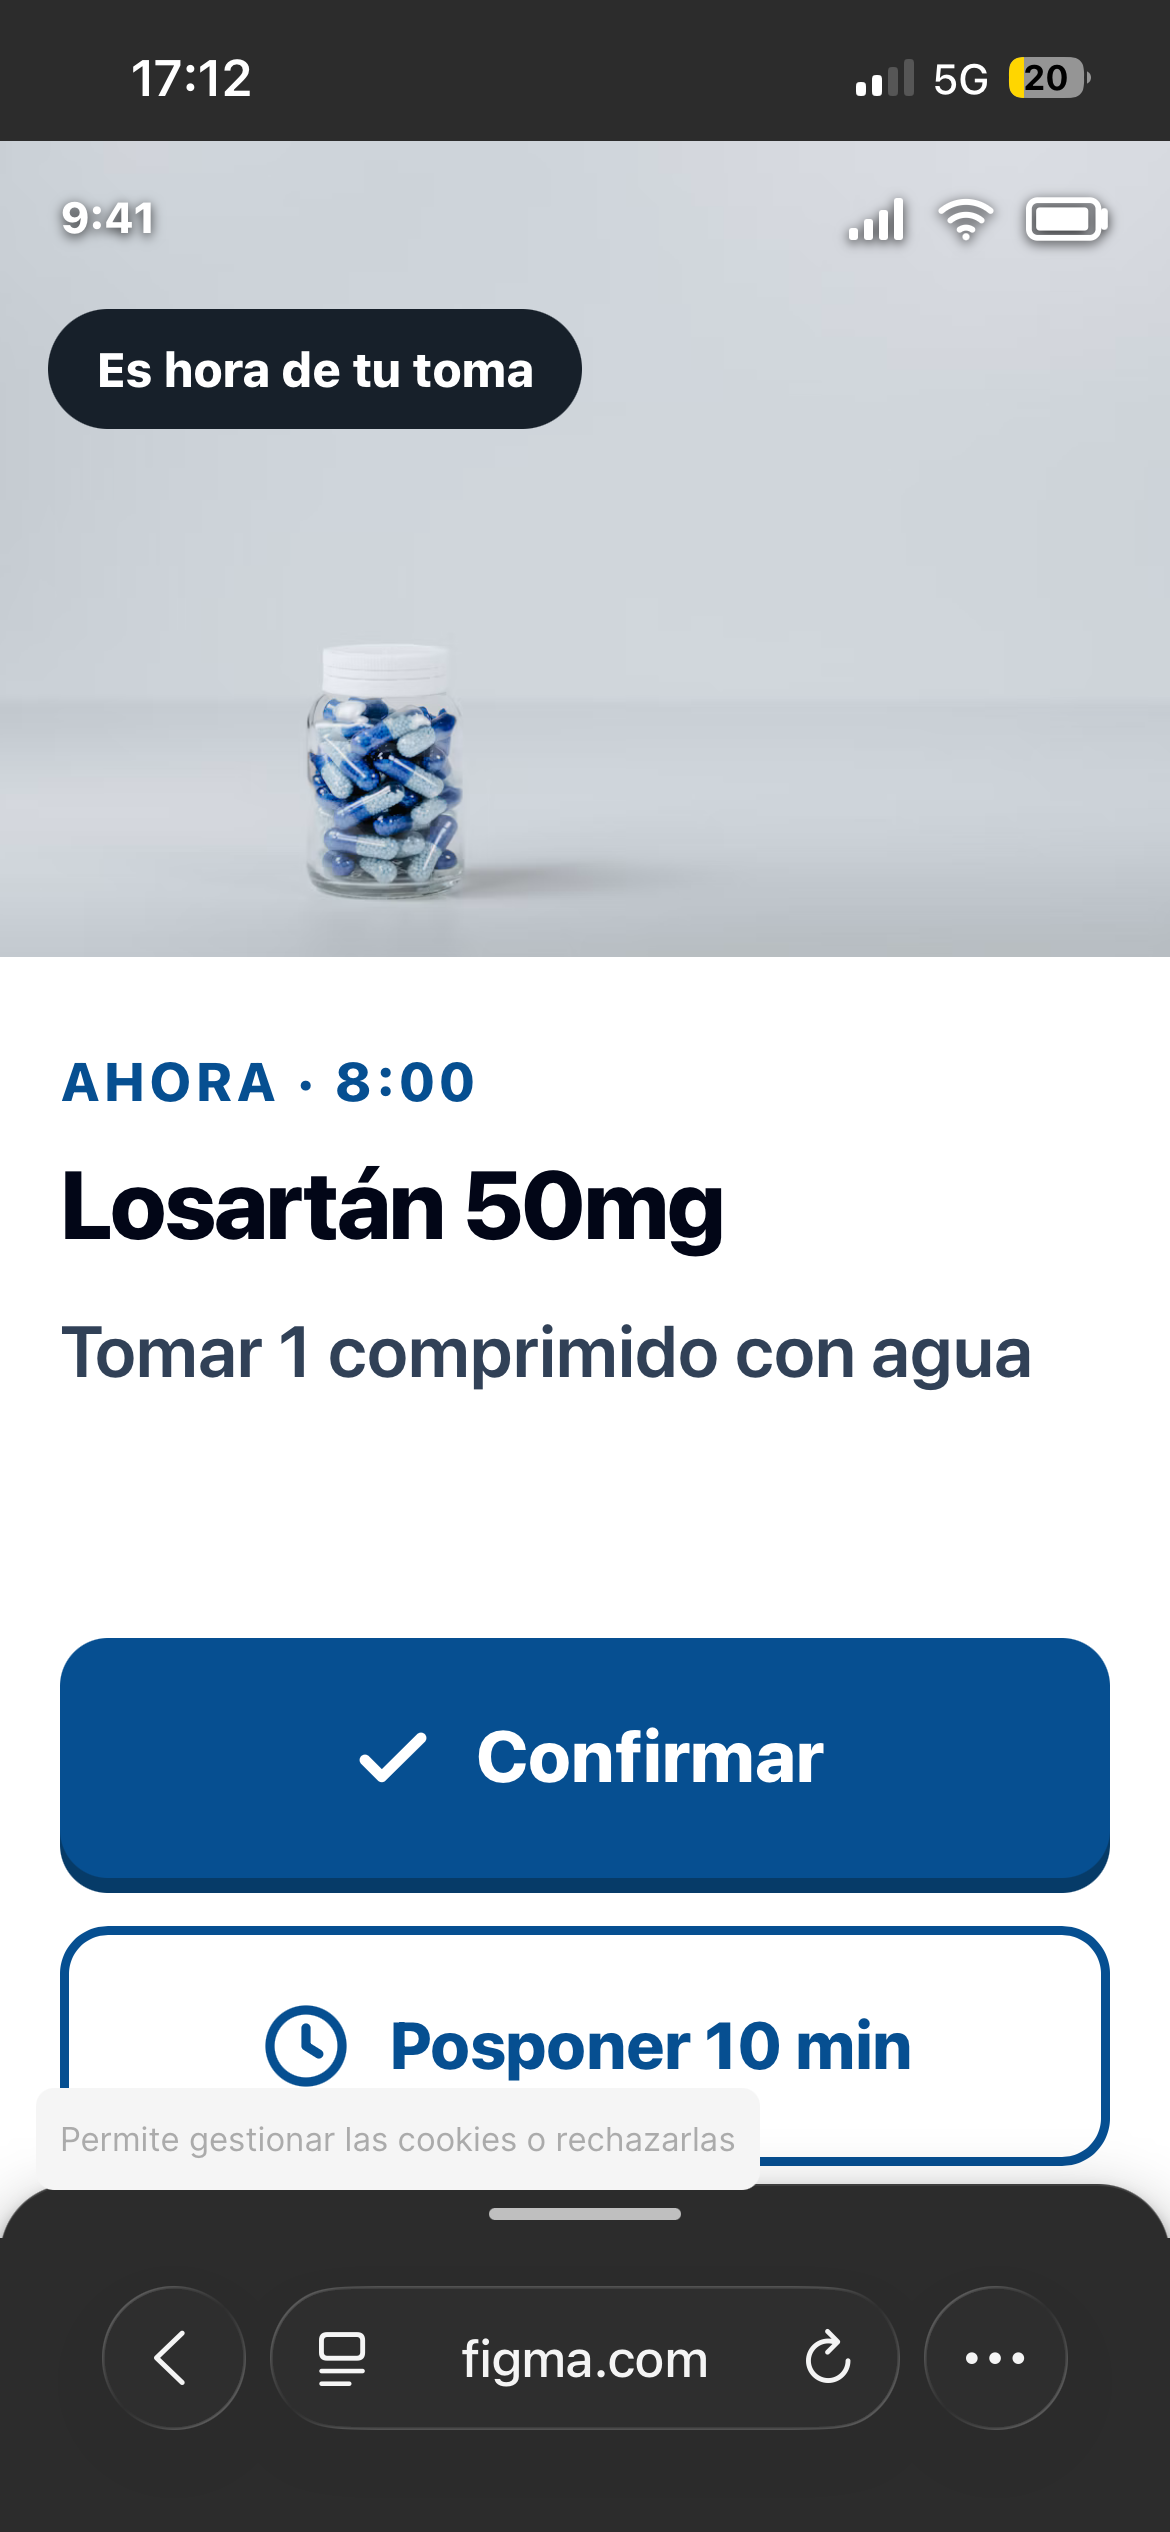 17:12
5G
20
9:41
Es hora de tu toma
AHORA · 8:00
Losartán 50mg
Tomar 1 comprimido con agua
Confirmar
Posponer 10 min
Permite gestionar las cookies o rechazarlas
figma.com